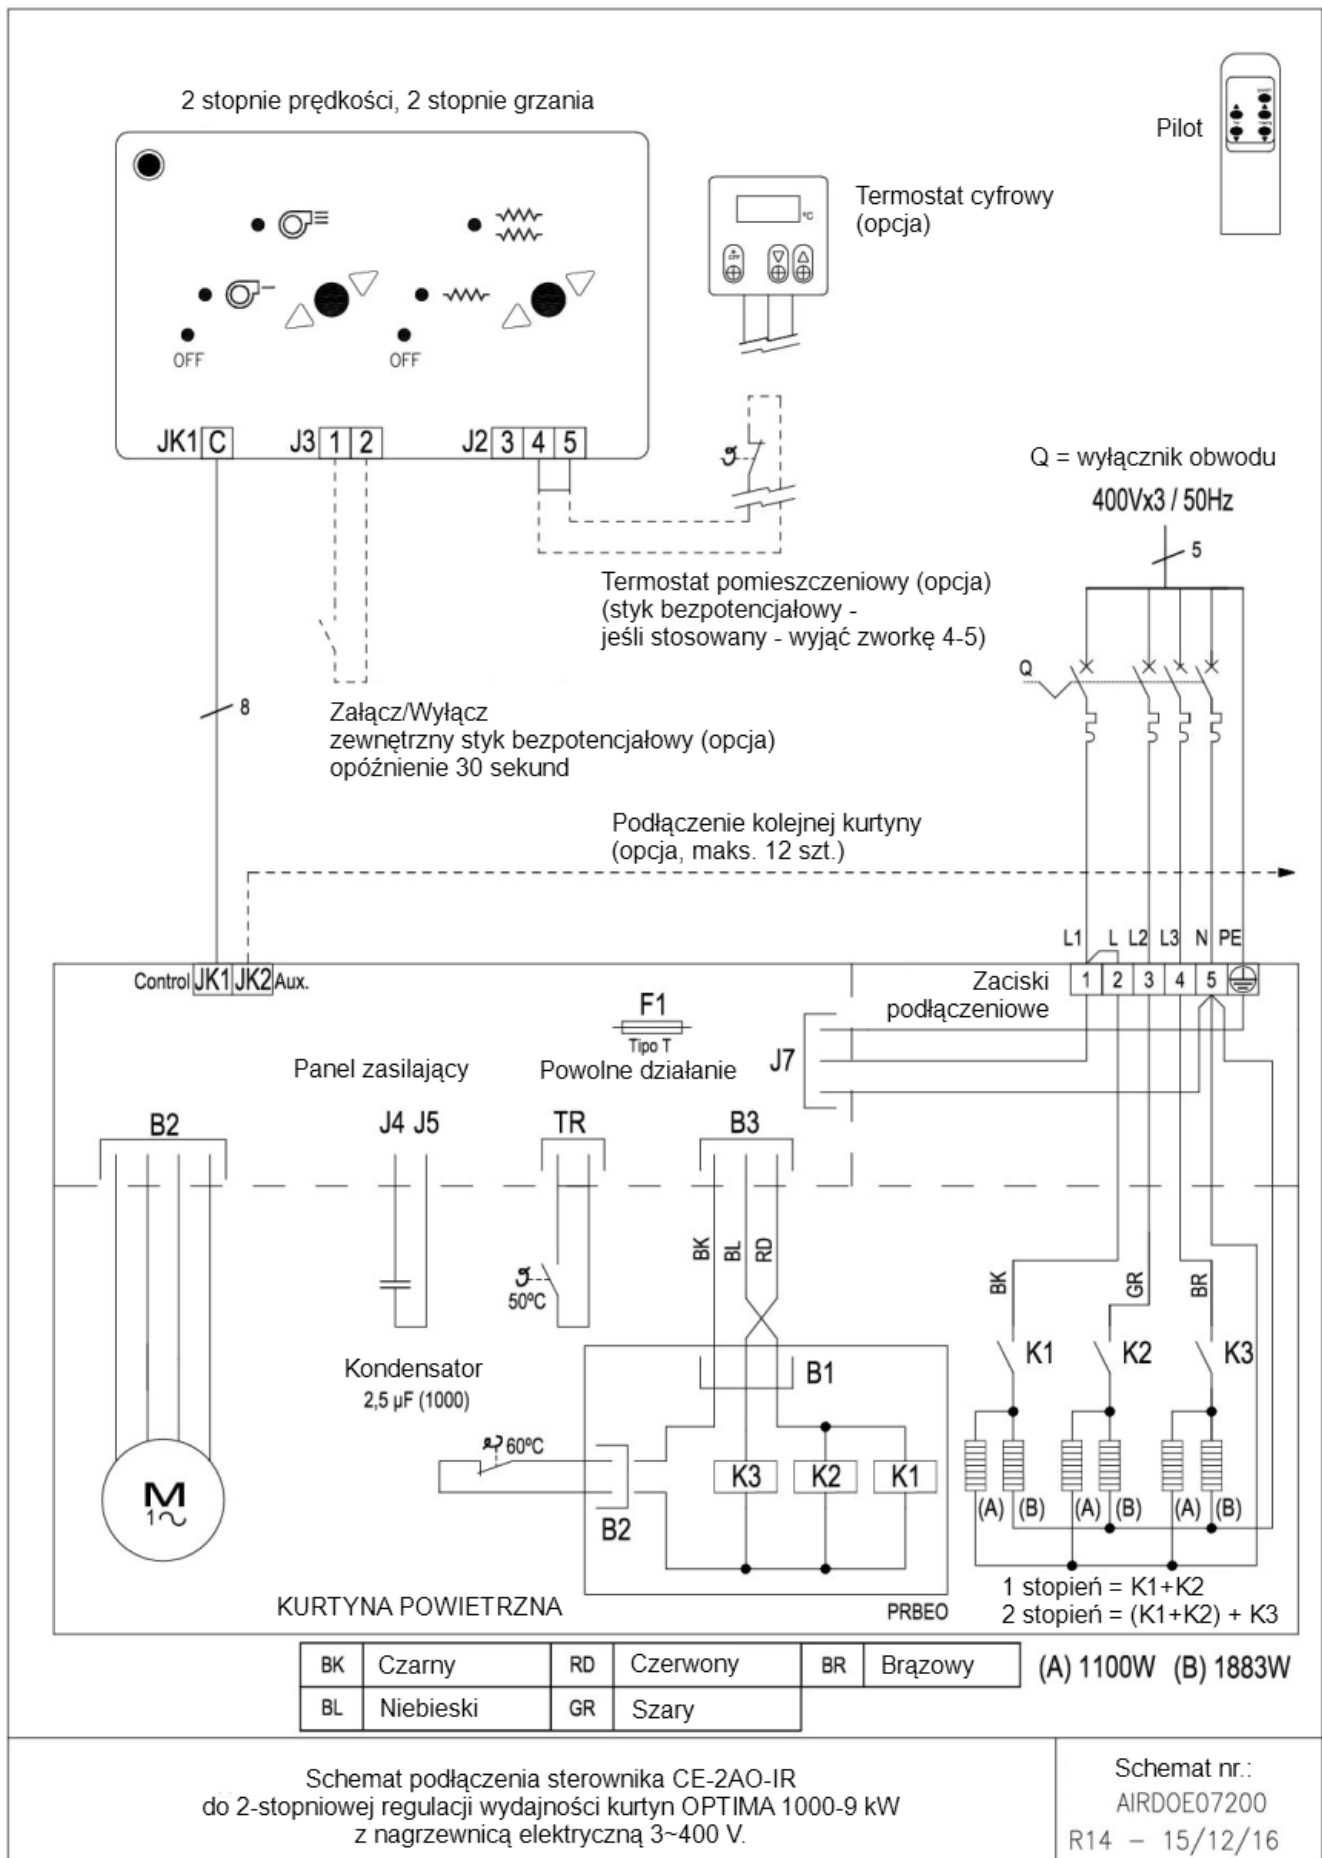 2 stopnie prędkości, 2 stopnie grzania
Pilot
Termostat cyfrowy
(opcja)
ºC
OFF
OFF
OFF
JK1 C
J3 1 2
J2 3 4 5
Q = wyłącznik obwodu
400Vx3 / 50Hz
5
Termostat pomieszczeniowy (opcja)
(styk bezpotencjałowy -
jeśli stosowany - wyjąć zworkę 4-5)
Q
8
Załącz/Wyłącz
zewnętrzny styk bezpotencjałowy (opcja)
opóźnienie 30 sekund
Podłączenie kolejnej kurtyny
(opcja, maks. 12 szt.)
L1 L L2 L3 N PE
Control JK1 JK2 Aux.
Zaciski
podłączeniowe
1 2 3 4 5
F1
Tipo T
Powolne działanie
J7
Panel zasilający
B2
J4 J5
TR
B3
BK BL RD
BK GR BR
ϑ
50ºC
K1 K2 K3
B1
Kondensator
2,5 µF (1000)
60ºC
K3 K2 K1
B2
M
1~
(A) (B) (A) (B) (A) (B)
1 stopień = K1+K2
2 stopień = (K1+K2) + K3
KURTYNA POWIETRZNA
PRBEO
BK Czarny RD Czerwony BR Brązowy
BL Niebieski GR Szary
(A) 1100W (B) 1883W
Schemat podłączenia sterownika CE-2AO-IR
do 2-stopniowej regulacji wydajności kurtyn OPTIMA 1000-9 kW
z nagrzewnicą elektryczną 3~400 V.
Schemat nr.:
AIRDOE07200
R14 – 15/12/16